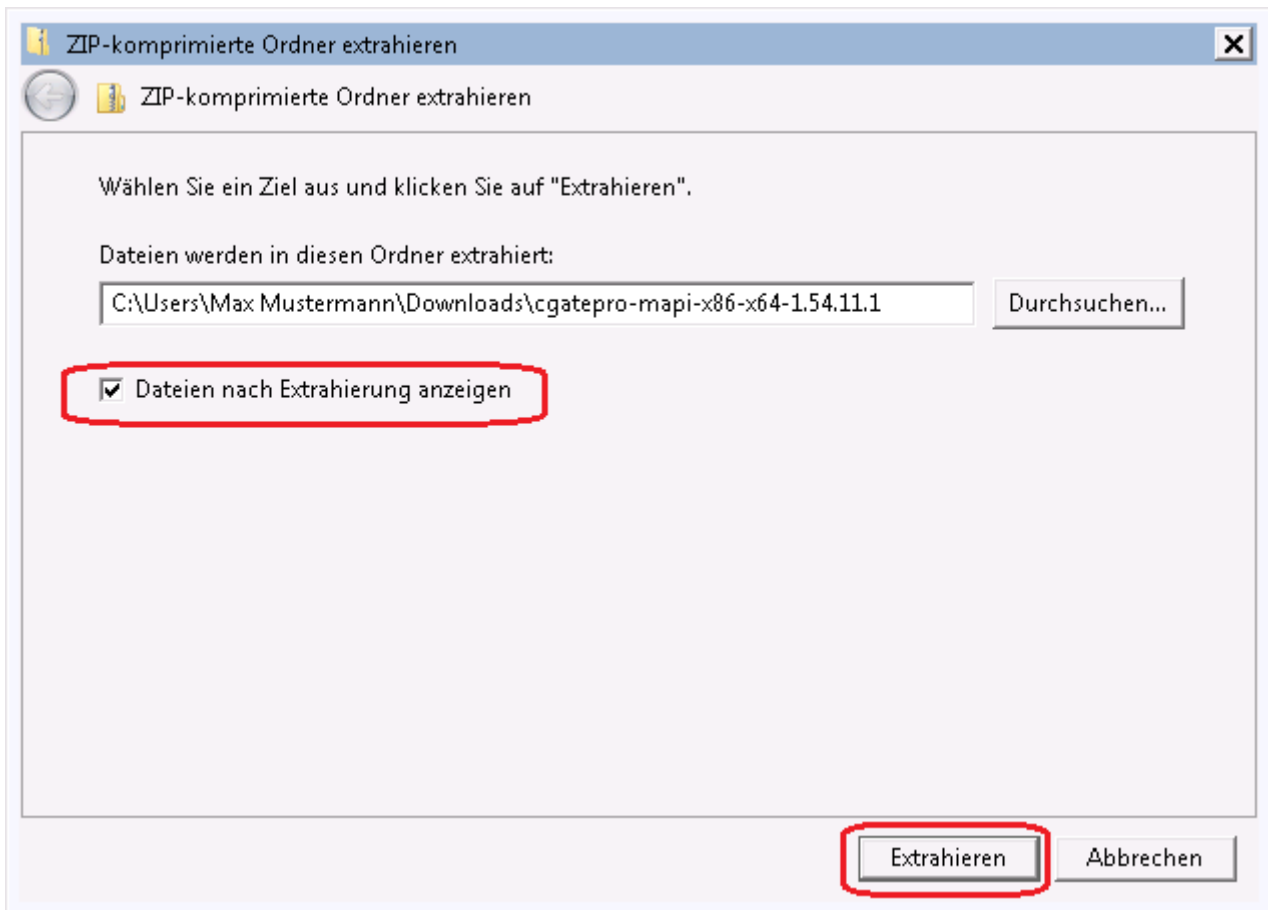 ZIP-komprimierte Ordner extrahieren
ZIP-komprimierte Ordner extrahieren
Wählen Sie ein Ziel aus und klicken Sie auf "Extrahieren".
Dateien werden in diesen Ordner extrahiert:
C:\Users\Max Mustermann\Downloads\cgatepro-mapi-x86-x64-1.54.11.1 Durchsuchen...
Dateien nach Extrahierung anzeigen
Extrahieren Abbrechen